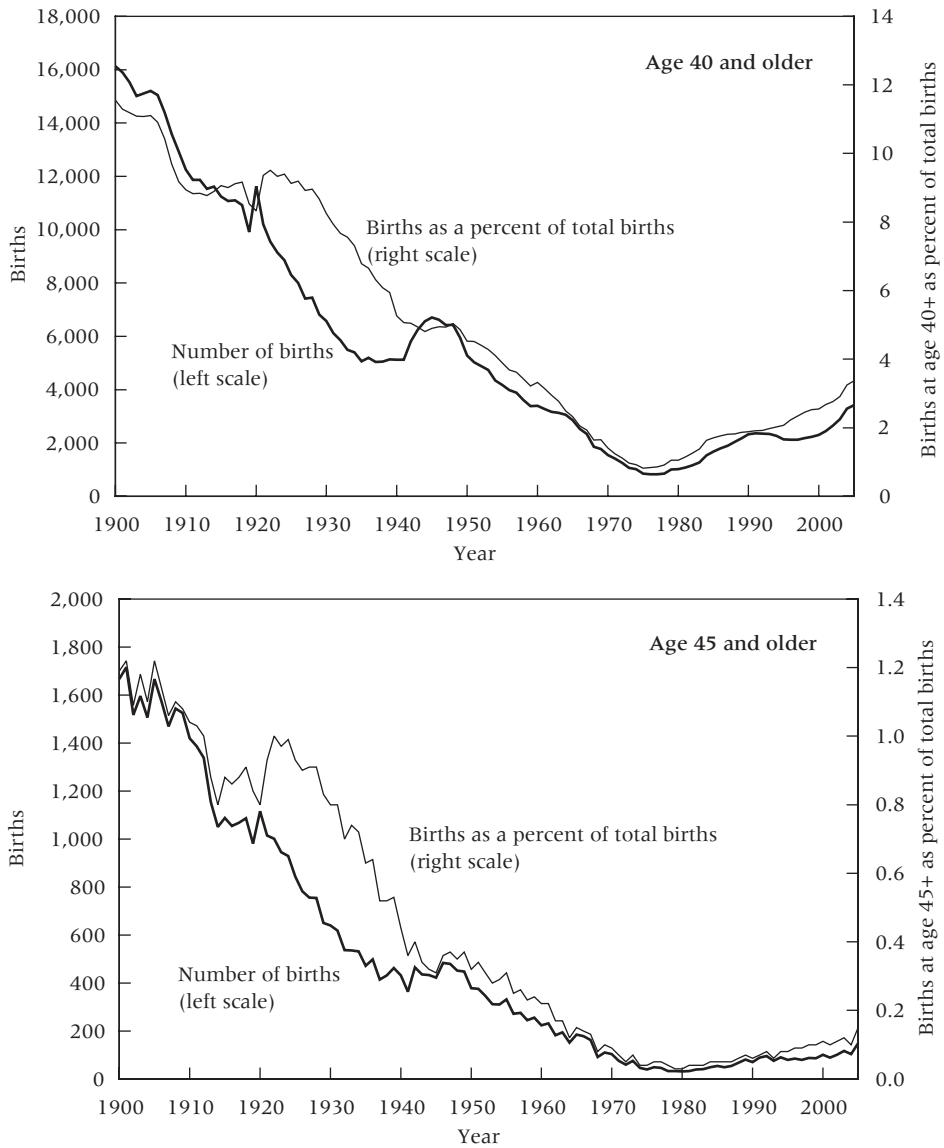 18,000
16,000
14,000
12,000
10,000
8,000
6,000
4,000
2,000
0
Births
14
12
10
8
6
4
2
0
Births at age 40+ as percent of total births
Age 40 and older
Births as a percent of total births
(right scale)
Number of births
(left scale)
1900 1910 1920 1930 1940 1950 1960 1970 1980 1990 2000
Year
2,000
1,800
1,600
1,400
1,200
1,000
800
600
400
200
0
Births
1.4
1.2
1.0
0.8
0.6
0.4
0.2
0.0
Births at age 45+ as percent of total births
Age 45 and older
Births as a percent of total births
(right scale)
Number of births
(left scale)
1900 1910 1920 1930 1940 1950 1960 1970 1980 1990 2000
Year